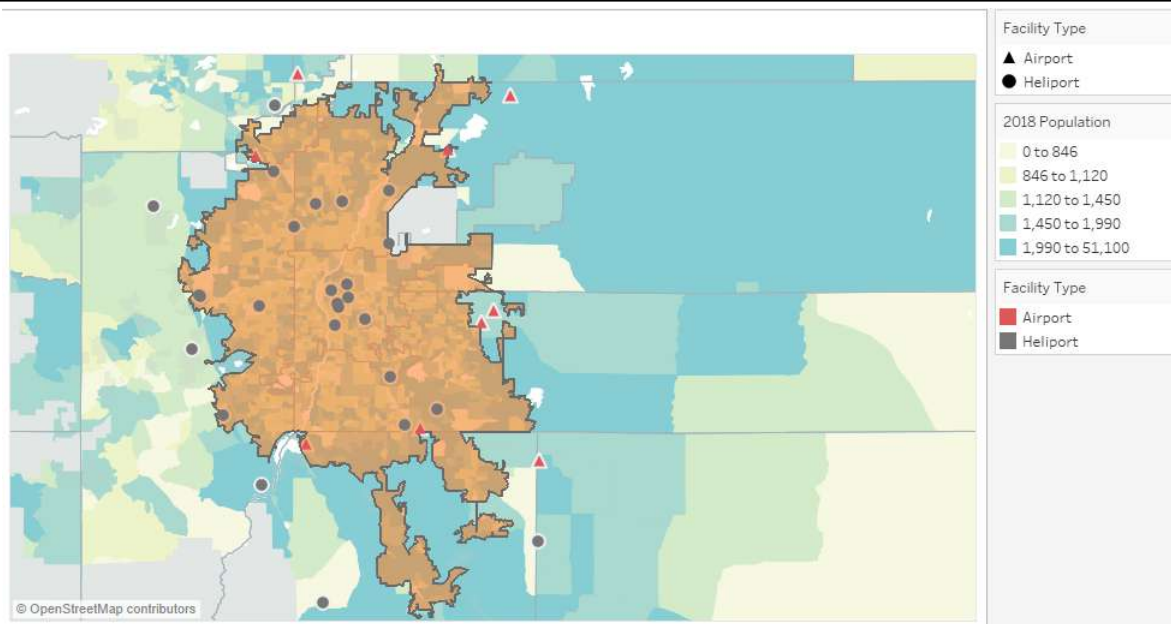 Facility Type
Airport
Heliport
2018 Population
0 to 846
846 to 1,120
1,120 to 1,450
1,450 to 1,990
1,990 to 51,100
Facility Type
Airport
Heliport
© OpenStreetMap contributors